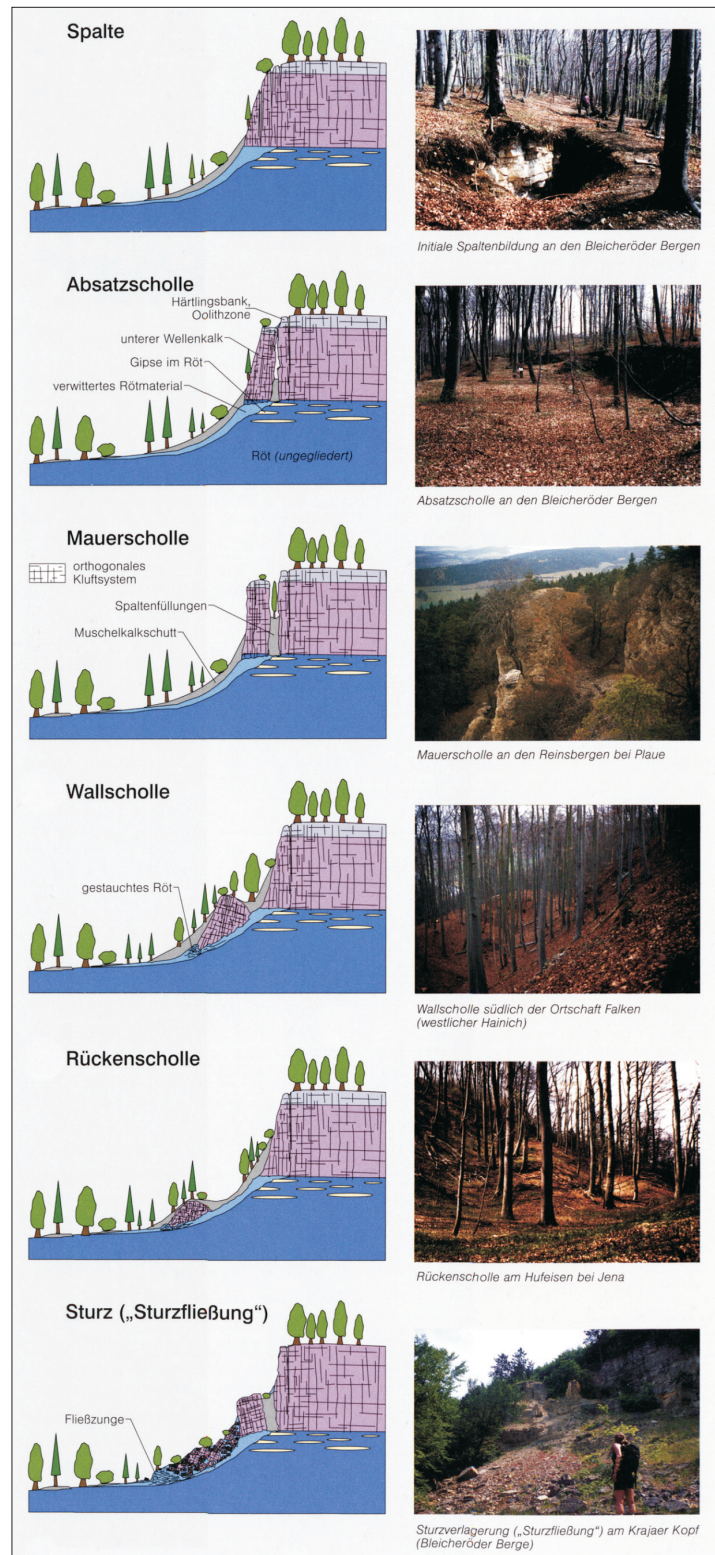 Spalte
Initiale Spaltenbildung an den Bleicheröder Bergen
Absatzscholle
Härtlingsbank,
Oolithzone
unterer Wellenkalk
Gipse im Röt
verwittertes Rötmaterial
Röt (ungegliedert)
Absatzscholle an den Bleicheröder Bergen
Mauerscholle
orthogonales
Kluftsystem
Spaltenfüllungen
Muschelkalkschutt
Mauerscholle an den Reinsbergen bei Plaue
Wallscholle
gestauchtes Röt
Wallscholle südlich der Ortschaft Falken
(westlicher Hainich)
Rückenscholle
Rückenscholle am Hufeisen bei Jena
Sturz („Sturzfließung“)
Fließzunge
Sturzverlagerung („Sturzfließung“) am Krajaer Kopf
(Bleicheröder Berge)